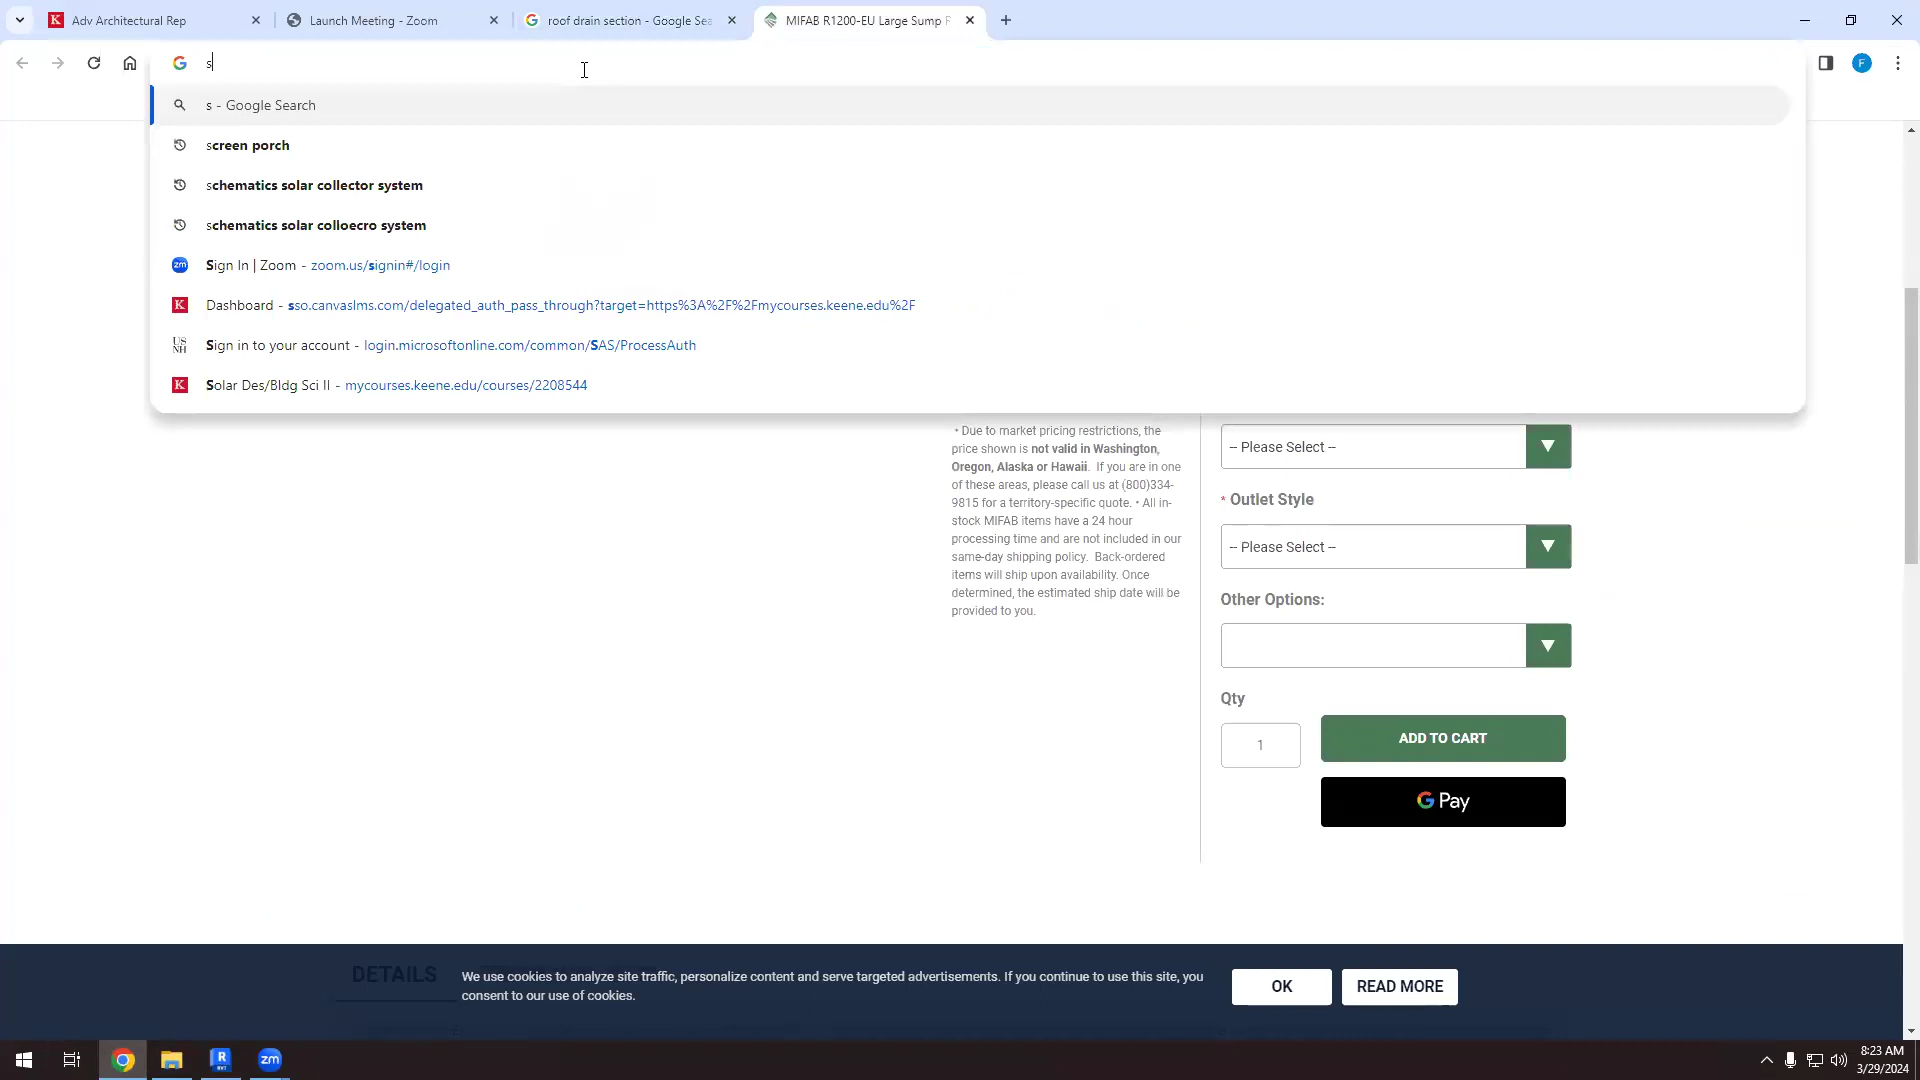 Adv Architectural Rep
Launch Meeting - Zoom
roof drain section - Google Sea
MIFAB R1200-EU Large Sump R
s
F
s - Google Search
screen porch
schematics solar collector system
schematics solar colloecro system
zm Sign In | Zoom - zoom.us/signin#/login
K Dashboard - sso.canvaslms.com/delegated_auth_pass_through?target=https%3A%2F%2Fmycourses.keene.edu%2F
US NH Sign in to your account - login.microsoftonline.com/common/SAS/ProcessAuth
K Solar Des/Bldg Sci II - mycourses.keene.edu/courses/2208544
• Due to market pricing restrictions, the
price shown is not valid in Washington,
Oregon, Alaska or Hawaii. If you are in one
of these areas, please call us at (800)334-
9815 for a territory-specific quote. • All in-
stock MIFAB items have a 24 hour
processing time and are not included in our
same-day shipping policy. Back-ordered
items will ship upon availability. Once
determined, the estimated ship date will be
provided to you.
-- Please Select --
* Outlet Style
-- Please Select --
Other Options:
Qty
1
ADD TO CART
G Pay
DETAILS
We use cookies to analyze site traffic, personalize content and serve targeted advertisements. If you continue to use this site, you
consent to our use of cookies.
OK
READ MORE
R
RVT
zm
8:23 AM
3/29/2024